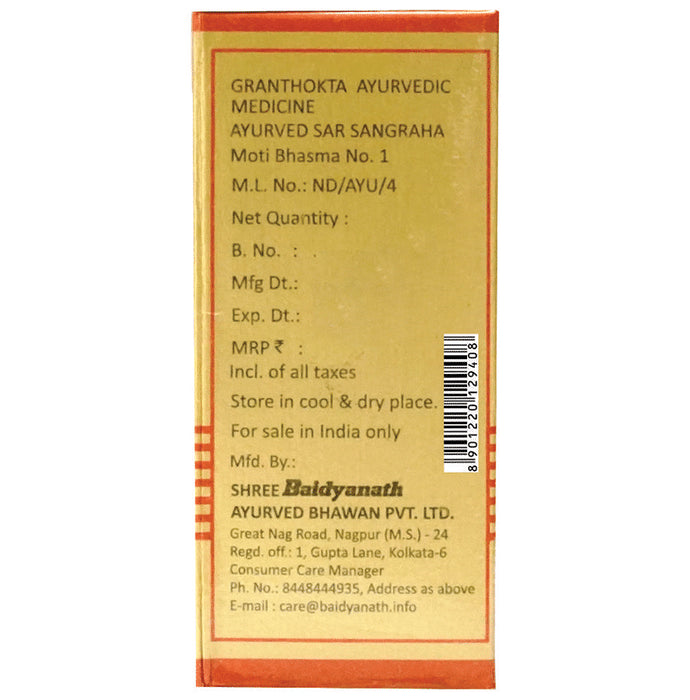 GRANTHOKTA AYURVEDIC
MEDICINE
AYURVED SAR SANGRAHA
Moti Bhasma No. 1
M.L. No.: ND/AYU/4
Net Quantity :
B. No. : .
Mfg Dt.:
Exp. Dt.:
MRP ₹ :
Incl. of all taxes
Store in cool & dry place.
For sale in India only
Mfd. By.:
SHREE Baidyanath
AYURVED BHAWAN PVT. LTD.
Great Nag Road, Nagpur (M.S.) - 24
Regd. off.: 1, Gupta Lane, Kolkata-6
Consumer Care Manager
Ph. No.: 8448444935, Address as above
E-mail : care@baidyanath.info
8901220129408